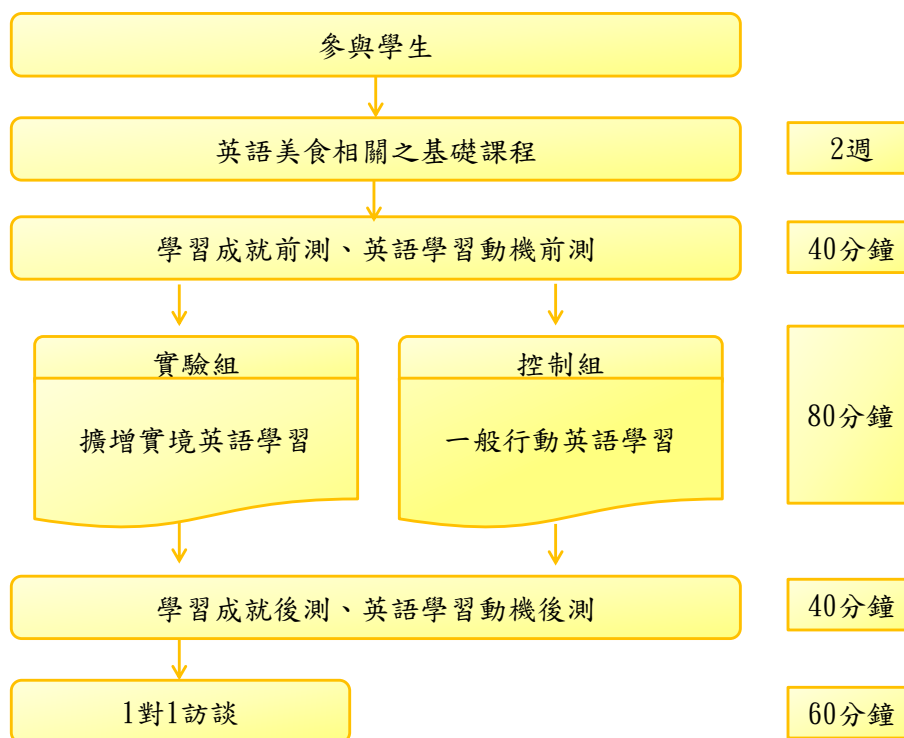 參與學生
英語美食相關之基礎課程
2週
學習成就前測、英語學習動機前測
40分鐘
實驗組
控制組
擴增實境英語學習
一般行動英語學習
80分鐘
學習成就後測、英語學習動機後測
40分鐘
1對1訪談
60分鐘